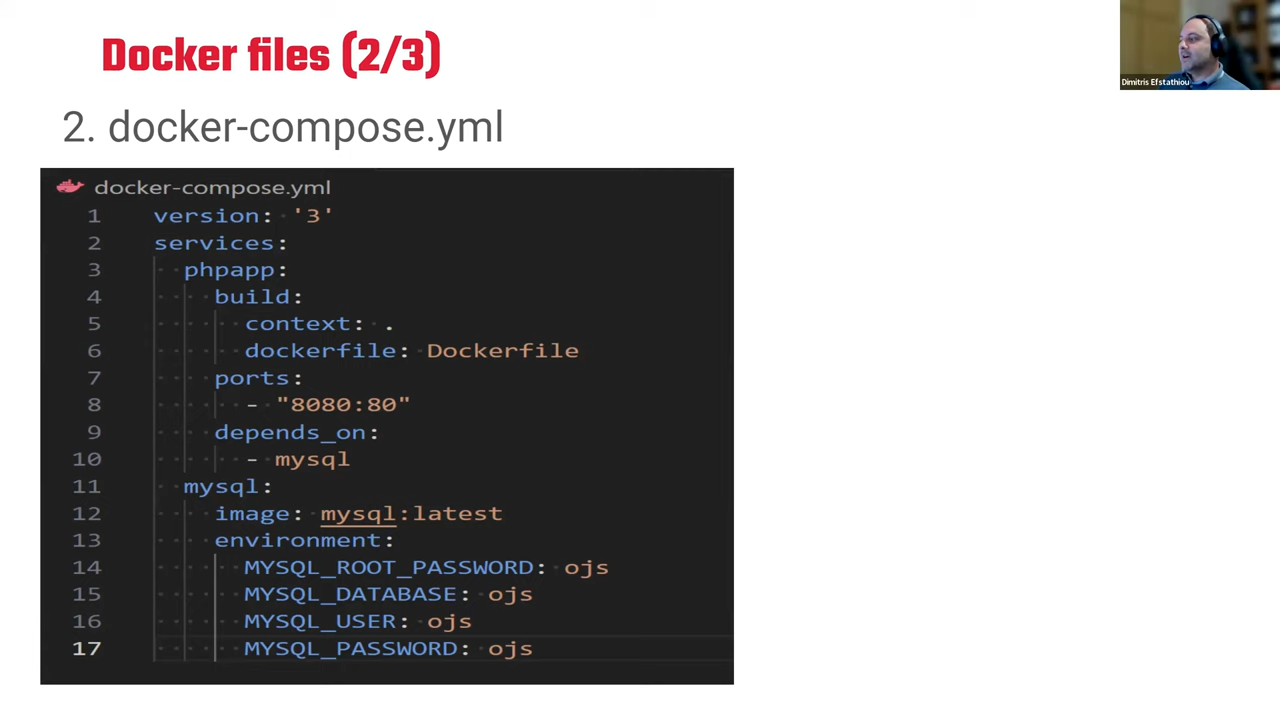 Docker files (2/3)
Dimitris Efstathiou
2. docker-compose.yml
docker-compose.yml
1 version: '3'
2 services:
3 phpapp:
4 build:
5 context: .
6 dockerfile: Dockerfile
7 ports:
8 - "8080:80"
9 depends_on:
10 - mysql
11 mysql:
12 image: mysql:latest
13 environment:
14 MYSQL_ROOT_PASSWORD: ojs
15 MYSQL_DATABASE: ojs
16 MYSQL_USER: ojs
17 MYSQL_PASSWORD: ojs